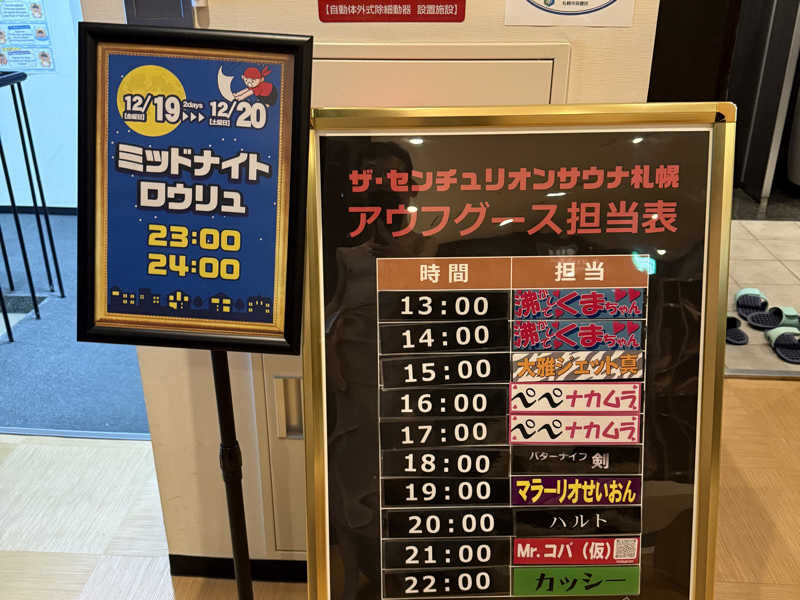 【自動体外式除細動器 設置施設】
12/19 2days ▸▸▸ 12/20
【金曜日】 【土曜日】
ミッドナイト
ロウリュ
23:00
24:00
ザ・センチュリオンサウナ札幌
アウフグース担当表
時間 担当
13:00 沸かしとくまちゃん
14:00 沸かしとくまちゃん
15:00 大雅ジェット真
16:00 ペペナカムラ
17:00 ペペナカムラ
18:00 バターナイフ 剣
19:00 マラーリオせいおん
20:00 ハルト
21:00 Mr.コバ(仮)
22:00 カッシー